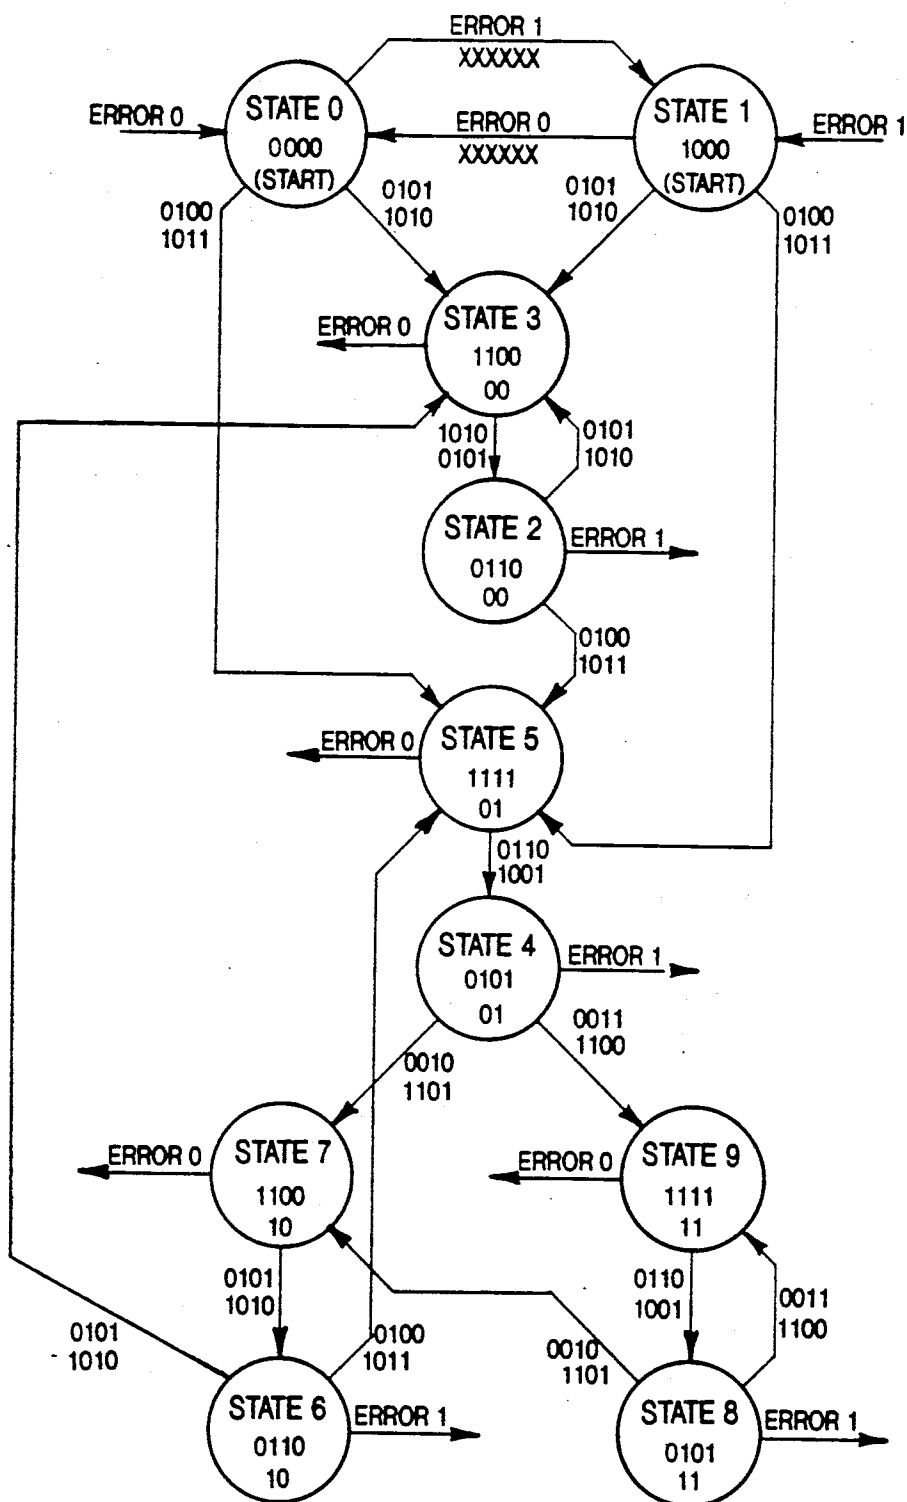 ERROR 1
XXXXXX
ERROR 0
STATE 0
0000
(START)
ERROR 0
XXXXXX
STATE 1
1000
(START)
ERROR 1
0100
1011
0101
1010
0101
1010
0100
1011
ERROR 0
STATE 3
1100
00
1010
0101
0101
1010
STATE 2
0110
00
ERROR 1
0100
1011
ERROR 0
STATE 5
1111
01
0110
1001
STATE 4
0101
01
ERROR 1
0010
1101
0011
1100
ERROR 0
STATE 7
1100
10
ERROR 0
STATE 9
1111
11
0101
1010
0110
1001
0011
1100
0101
1010
0100
1011
0010
1101
STATE 6
0110
10
ERROR 1
STATE 8
0101
11
ERROR 1